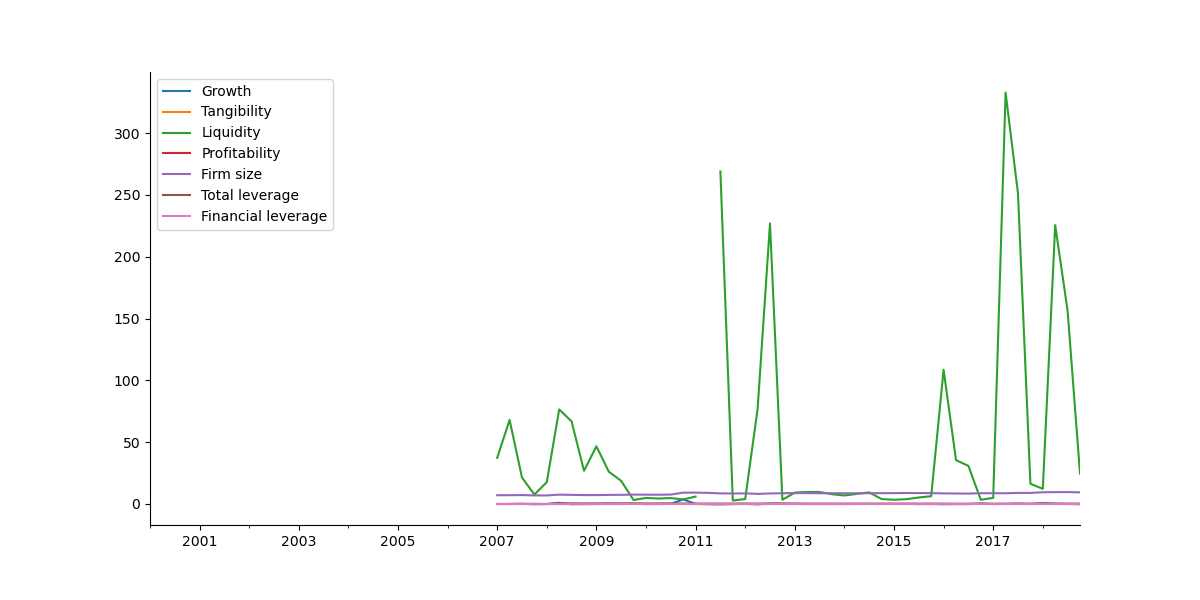 Growth
Tangibility
Liquidity
Profitability
Firm size
Total leverage
Financial leverage
300
250
200
150
100
50
0
2001 2003 2005 2007 2009 2011 2013 2015 2017